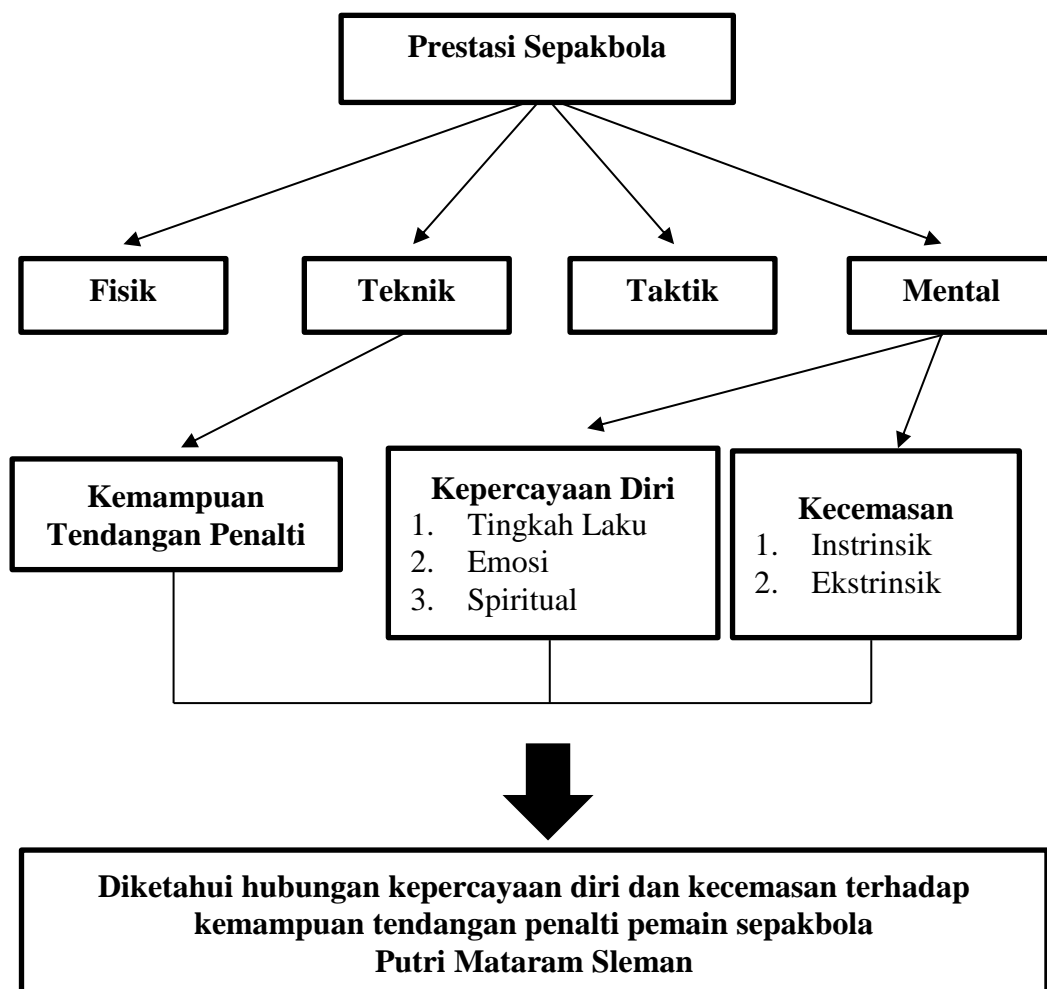 Prestasi Sepakbola
Fisik
Teknik
Taktik
Mental
Kemampuan
Tendangan Penalti
Kepercayaan Diri
1. Tingkah Laku
2. Emosi
3. Spiritual
Kecemasan
1. Instrinsik
2. Ekstrinsik
Diketahui hubungan kepercayaan diri dan kecemasan terhadap
kemampuan tendangan penalti pemain sepakbola
Putri Mataram Sleman